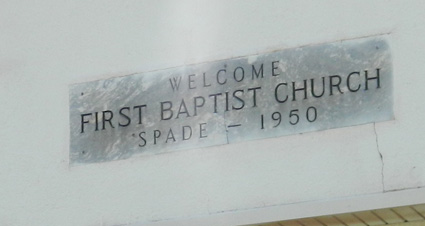 WELCOME
FIRST BAPTIST CHURCH
SPADE - 1950